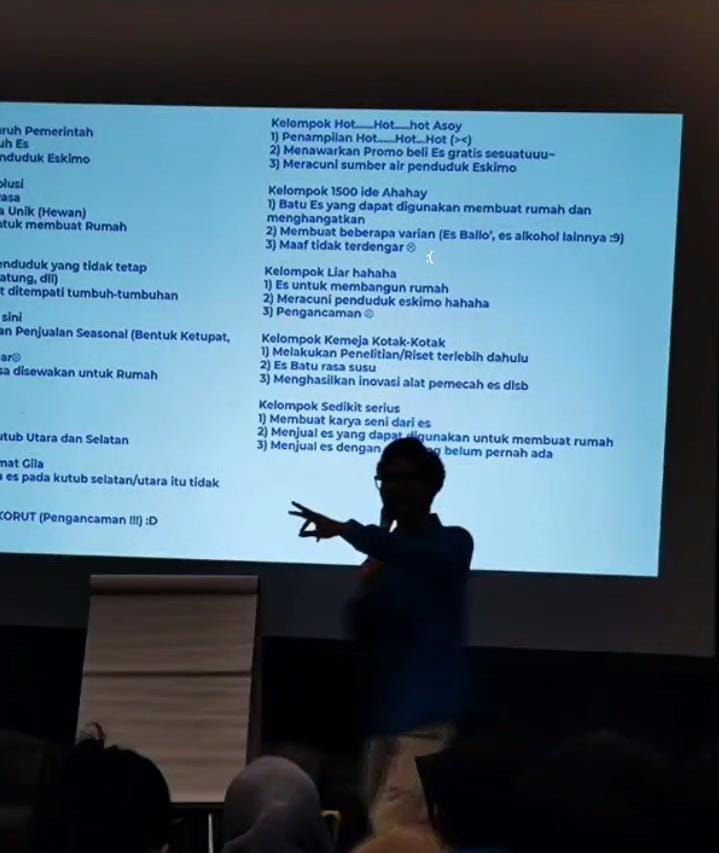 uruh Pemerintah
uh Es
nduduk Eskimo
olusi
rasa
a Unik (Hewan)
ntuk membuat Rumah
enduduk yang tidak tetap
atung, dll)
t ditempati tumbuh-tumbuhan
sini
an Penjualan Seasonal (Bentuk Ketupat,
ar☹
sa disewakan untuk Rumah
utub Utara dan Selatan
mat Gila
a es pada kutub selatan/utara itu tidak
KORUT (Pengancaman !!!) :D
Kelompok Hot......Hot.....hot Asoy
1) Penampilan Hot......Hot...Hot (><)
2) Menawarkan Promo beli Es gratis sesuatuuu~
3) Meracuni sumber air penduduk Eskimo
Kelompok 1500 ide Ahahay
1) Batu Es yang dapat digunakan membuat rumah dan
menghangatkan
2) Membuat beberapa varian (Es Ballo', es alkohol lainnya :9)
3) Maaf tidak terdengar ☹
:(
Kelompok Liar hahaha
1) Es untuk membangun rumah
2) Meracuni penduduk eskimo hahaha
3) Pengancaman ☹
Kelompok Kemeja Kotak-Kotak
1) Melakukan Penelitian/Riset terlebih dahulu
2) Es Batu rasa susu
3) Menghasilkan inovasi alat pemecah es dlsb
Kelompok Sedikit serius
1) Membuat karya seni dari es
2) Menjual es yang dapat digunakan untuk membuat rumah
3) Menjual es dengan belum pernah ada